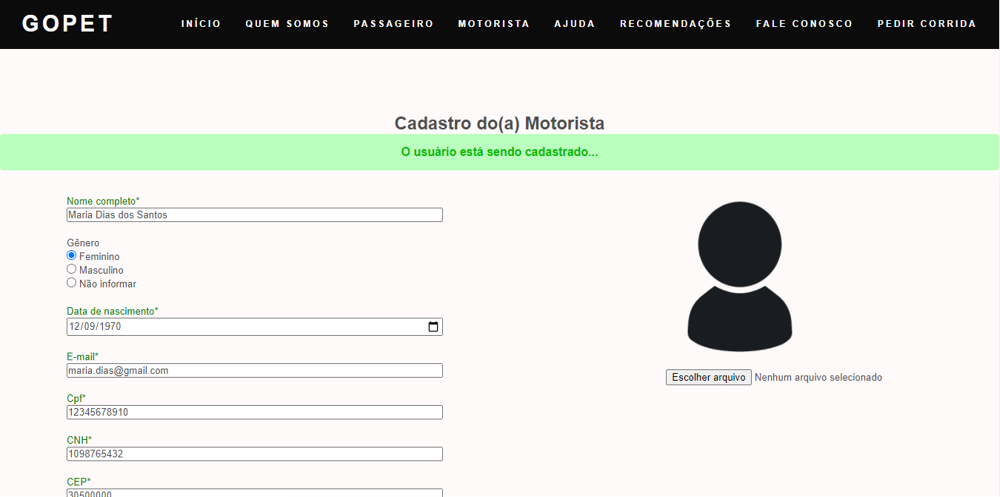 GOPET INÍCIO QUEM SOMOS PASSAGEIRO MOTORISTA AJUDA RECOMENDAÇÕES FALE CONOSCO PEDIR CORRIDA
Cadastro do(a) Motorista
O usuário está sendo cadastrado...
Nome completo*
Maria Dias dos Santos
Gênero
Feminino
Masculino
Não informar
Data de nascimento*
12/09/1970
E-mail*
maria.dias@gmail.com
Cpf*
12345678910
CNH*
1098765432
CEP*
30500000
Escolher arquivo Nenhum arquivo selecionado